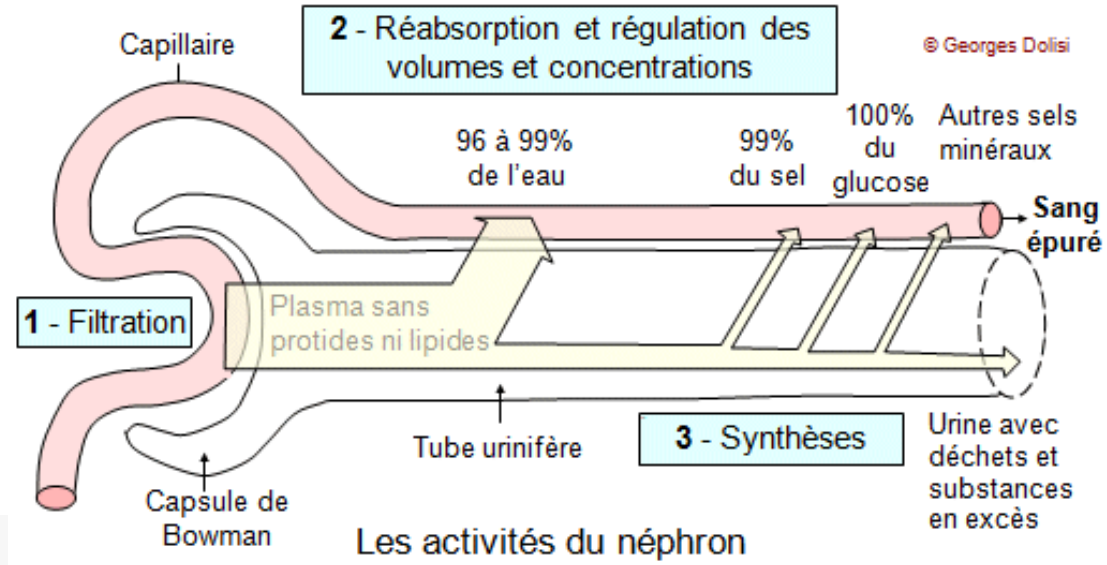 2 - Réabsorption et régulation des
volumes et concentrations
© Georges Dolisi
Capillaire
96 à 99%
de l'eau
99%
du sel
100%
du
glucose
Autres sels
minéraux
Sang
épuré
1 - Filtration
Plasma sans
protides ni lipides
Tube urinifère
3 - Synthèses
Urine avec
déchets et
substances
en excès
Capsule de
Bowman
Les activités du néphron